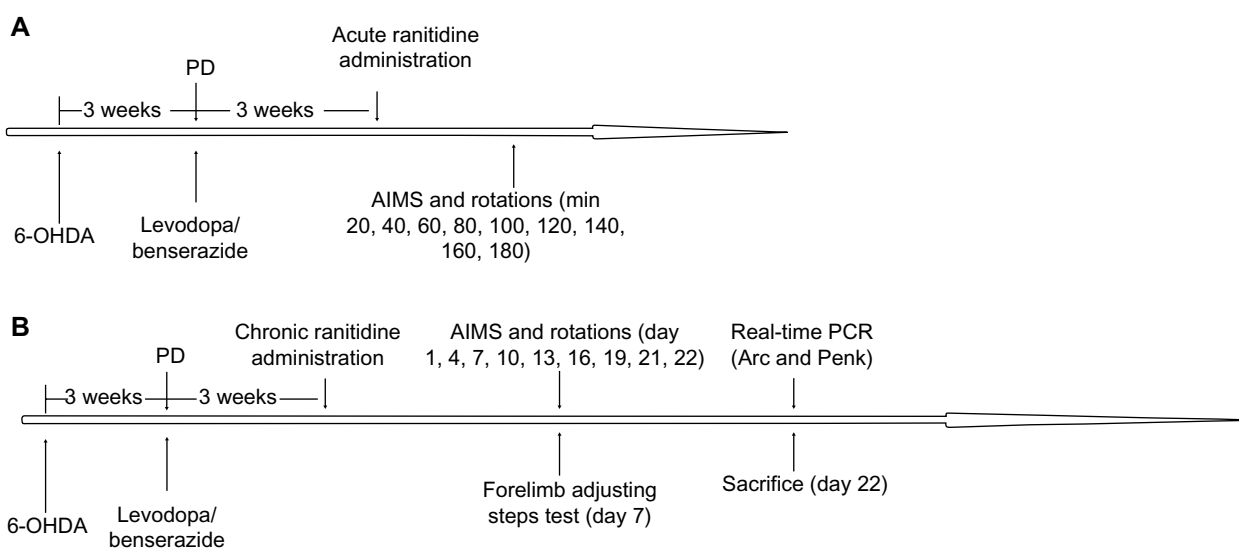 A
Acute ranitidine
administration
PD
3 weeks
3 weeks
6-OHDA
Levodopa/
benserazide
AIMS and rotations (min
20, 40, 60, 80, 100, 120, 140,
160, 180)
B
Chronic ranitidine
administration
AIMS and rotations (day
1, 4, 7, 10, 13, 16, 19, 21, 22)
Real-time PCR
(Arc and Penk)
PD
3 weeks
3 weeks
6-OHDA
Levodopa/
benserazide
Forelimb adjusting
steps test (day 7)
Sacrifice (day 22)